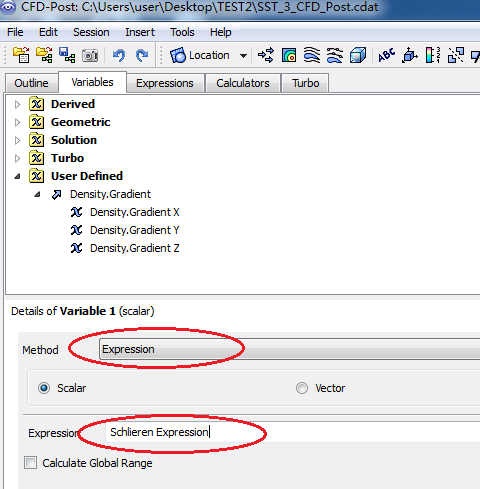 CFD-Post: C:\Users\user\Desktop\TEST2\SST_3_CFD_Post.cdat
File Edit Session Insert Tools Help
Location ABC
Outline Variables Expressions Calculators Turbo
Derived
Geometric
Solution
Turbo
User Defined
Density.Gradient
Density.Gradient X
Density.Gradient Y
Density.Gradient Z
Details of Variable 1 (scalar)
Method Expression
Scalar Vector
Expression Schlieren Expression
Calculate Global Range